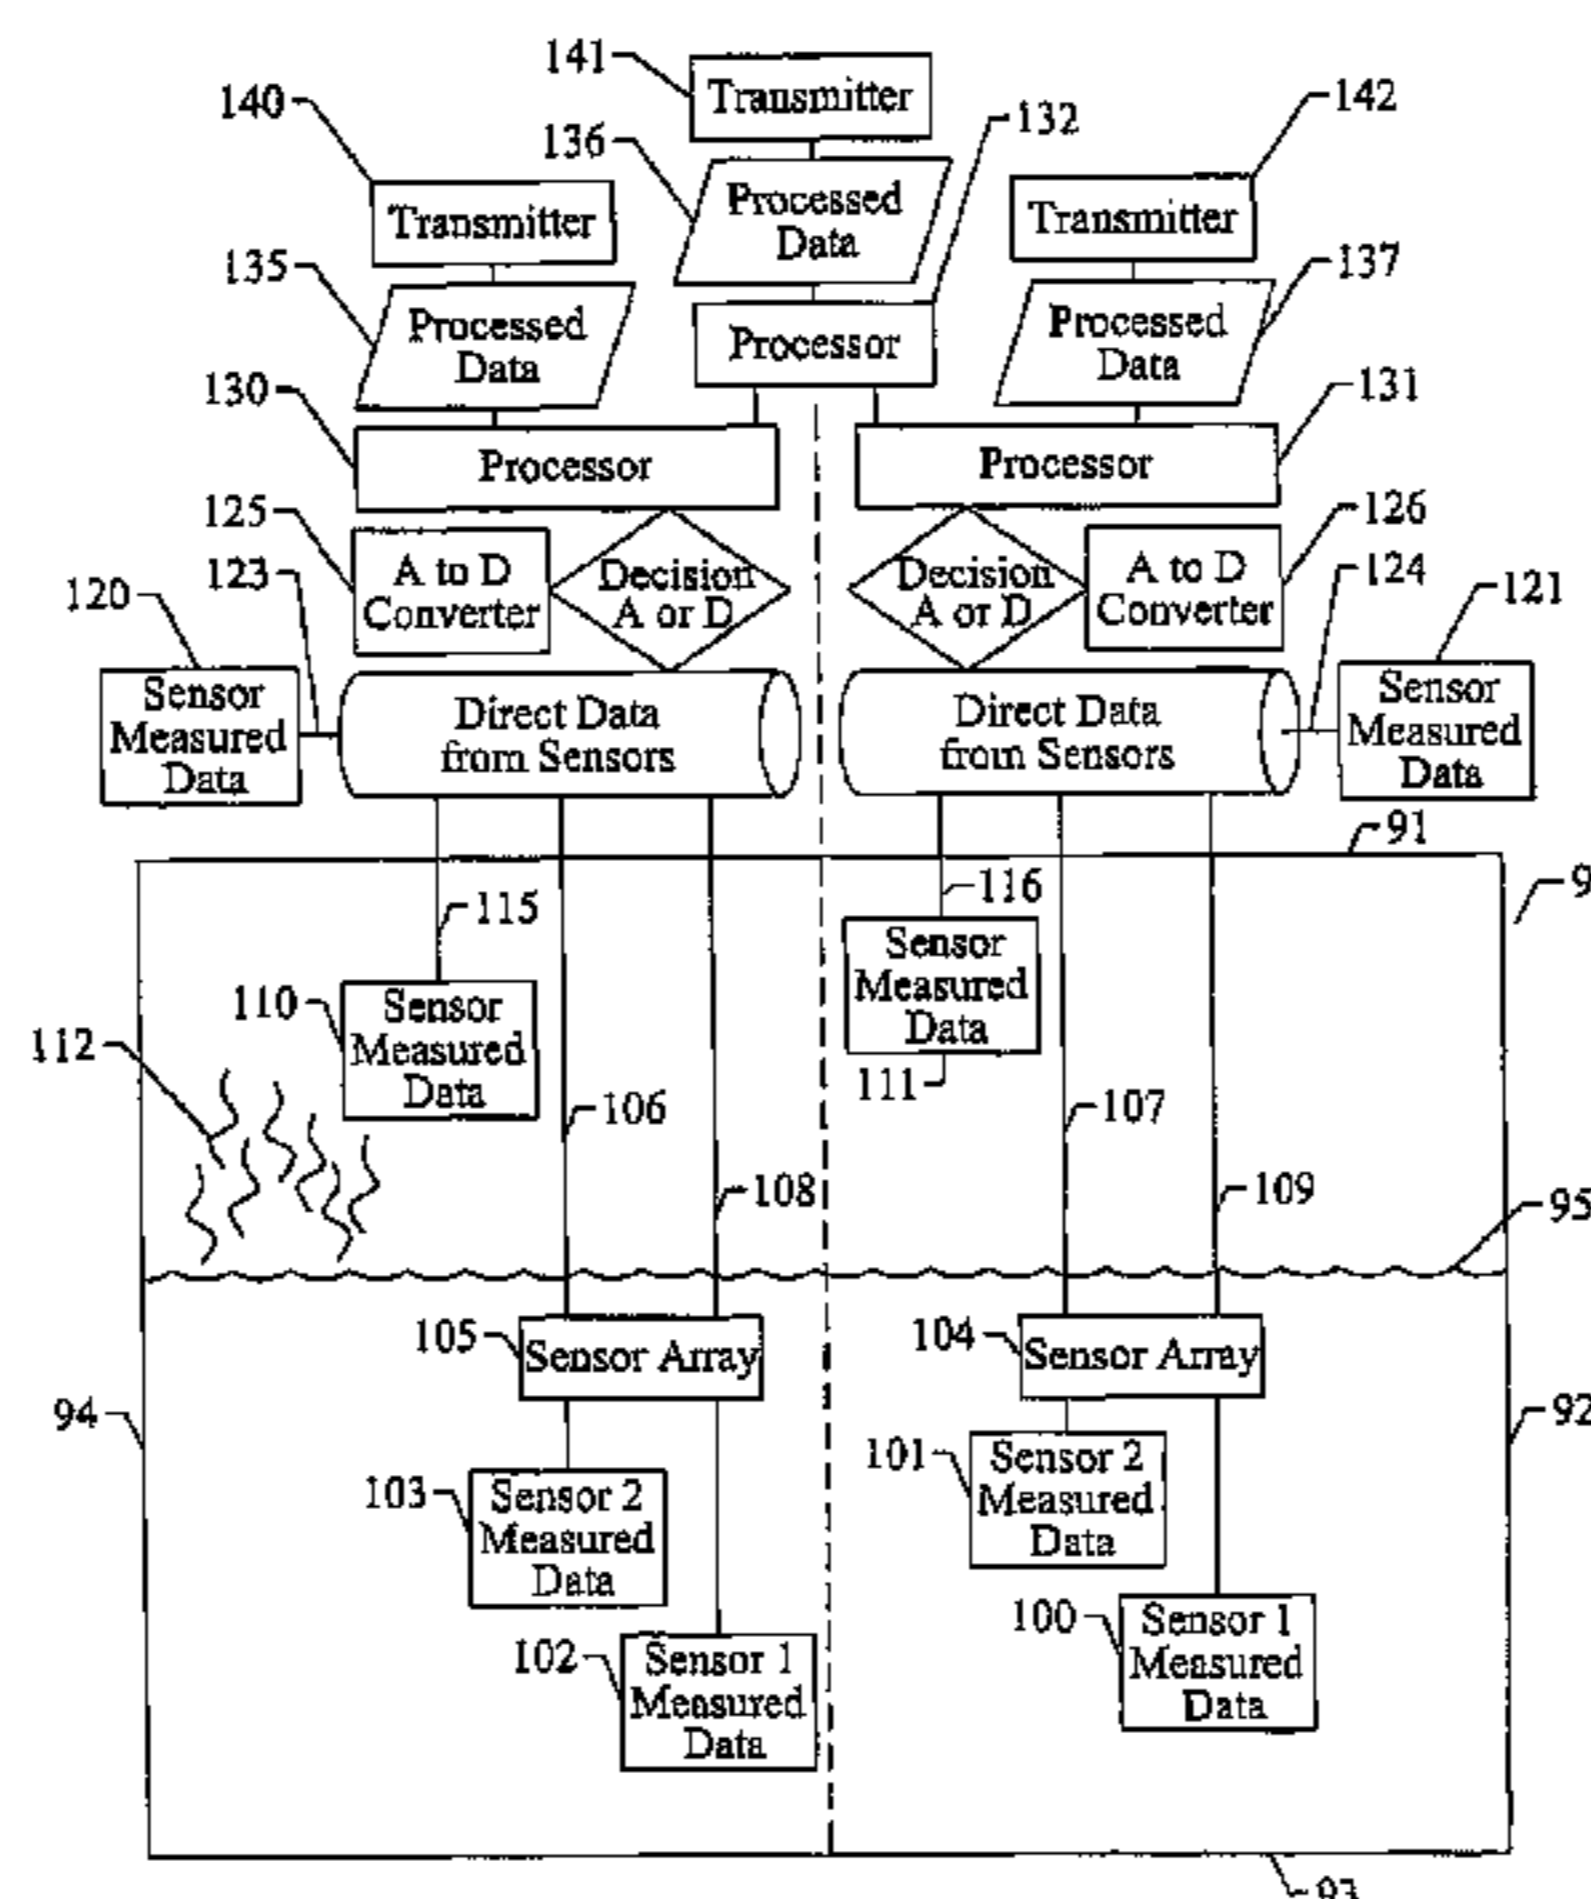 141
Transmitter
140
142
136
132
Processed
Data
Transmitter
Transmitter
135
137
Processed
Data
Processor
Processed
Data
130
131
Processor
Processor
125
126
A to D
Converter
Decision
A or D
Decision
A or D
A to D
Converter
123
124
120
121
Sensor
Measured
Data
Direct Data
from Sensors
Direct Data
from Sensors
Sensor
Measured
Data
91
9
115
116
110
Sensor
Measured
Data
Sensor
Measured
Data
111
112
106
107
108
109
95
105
Sensor Array
104
Sensor Array
94
92
103
Sensor 2
Measured
Data
101
Sensor 2
Measured
Data
102
Sensor 1
Measured
Data
100
Sensor 1
Measured
Data
93